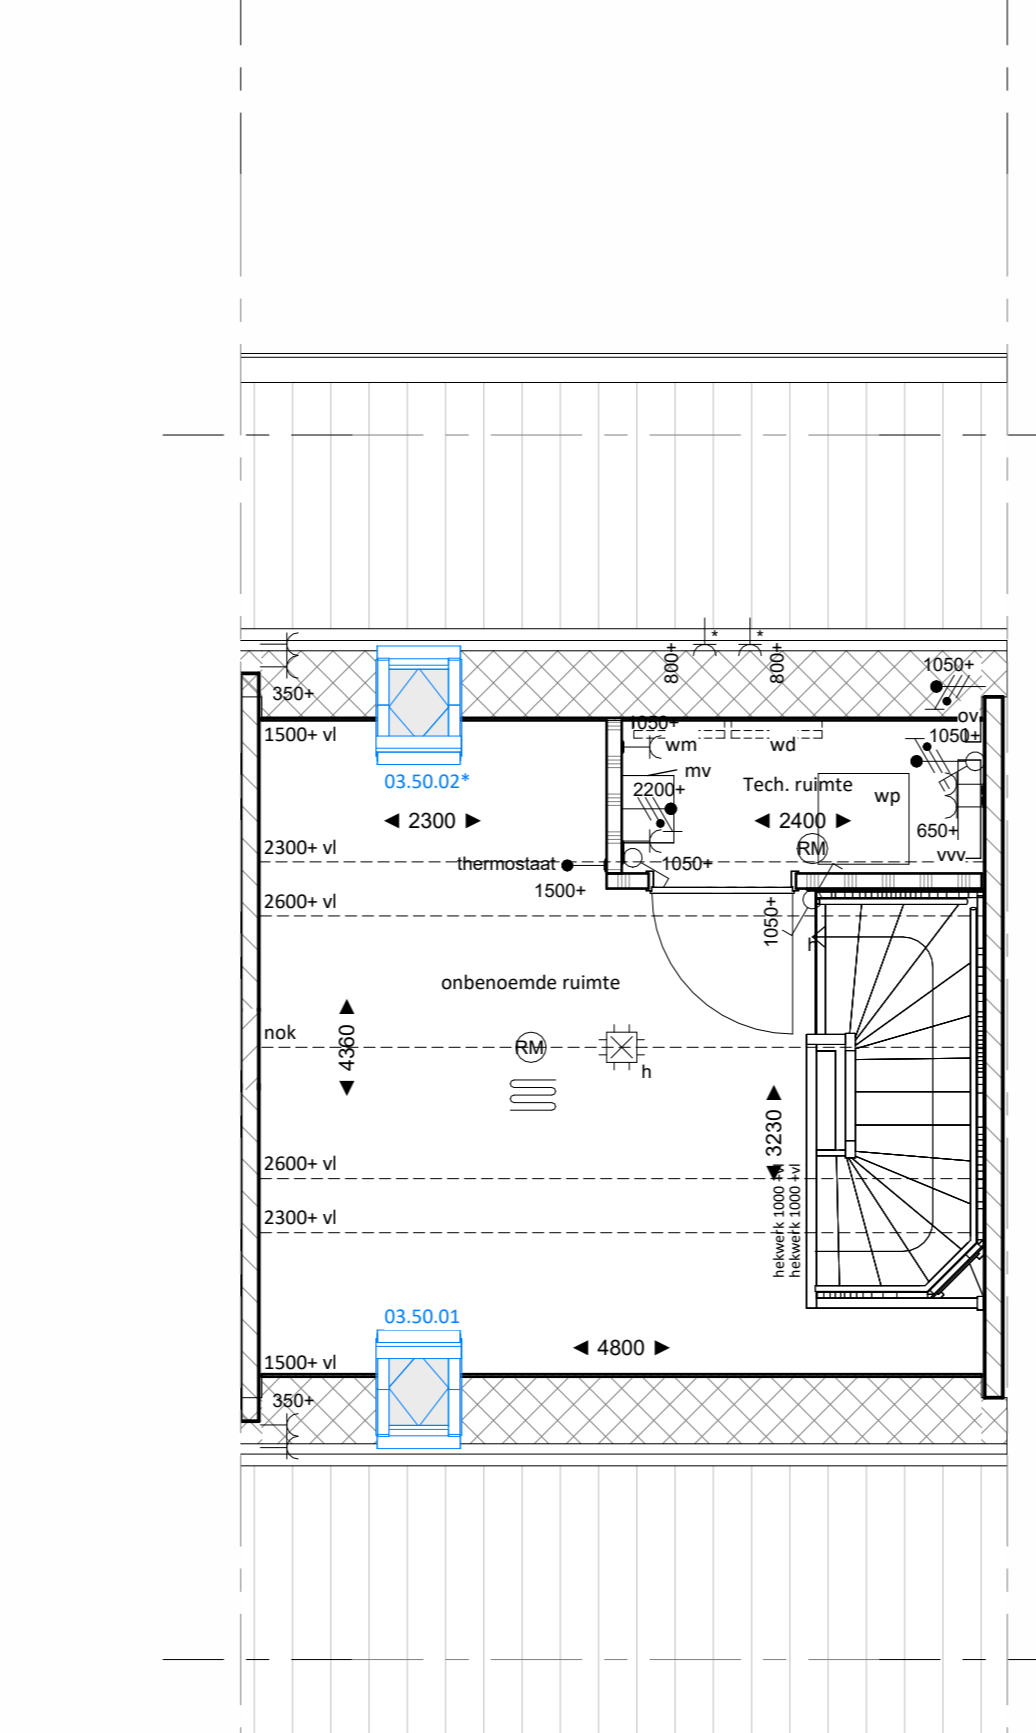 *
*
800+
800+
350+
1050+
1500+ vl
1050+
ov
1050+
wm
wd
03.50.02*
mv
2200+
Tech. ruimte
wp
2300
2400
650+
2300+ vl
thermostaat
1050+
RM
vvv
1500+
2600+ vl
1050+
h
onbenoemde ruimte
nok
4360
RM
h
3230
2600+ vl
hekwerk 1000 +vl
hekwerk 1000 +vl
2300+ vl
03.50.01
4800
1500+ vl
350+